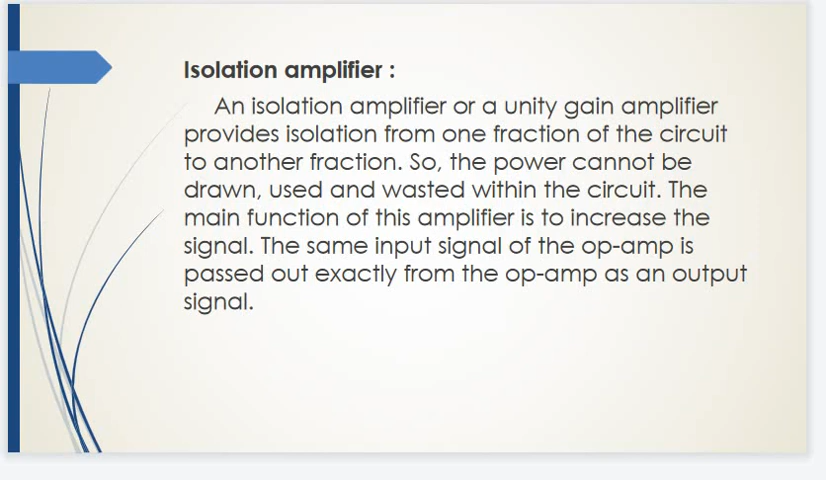 Isolation amplifier :
An isolation amplifier or a unity gain amplifier
provides isolation from one fraction of the circuit
to another fraction. So, the power cannot be
drawn, used and wasted within the circuit. The
main function of this amplifier is to increase the
signal. The same input signal of the op-amp is
passed out exactly from the op-amp as an output
signal.